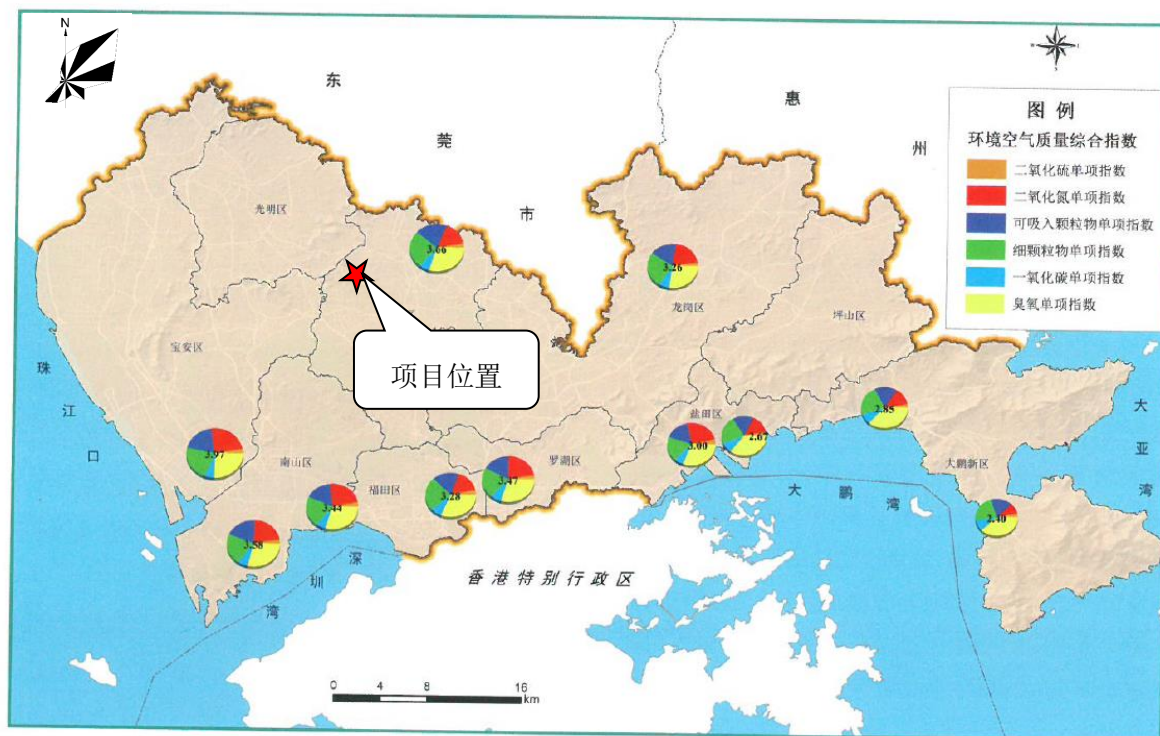 N
东
莞
市
惠
州
图 例
环境空气质量综合指数
二氧化硫单项指数
二氧化氮单项指数
可吸入颗粒物单项指数
细颗粒物单项指数
一氧化碳单项指数
臭氧单项指数
光明区
3.66
3.26
龙岗区
坪山区
宝安区
项目位置
珠
江
口
3.97
南山区
3.44
3.58
福田区
3.28
3.47
罗湖区
盐田区
3.00
2.67
2.85
大鹏新区
2.40
大
亚
湾
大
鹏
湾
深
圳
湾
香港特别行政区
0 4 8 16
km